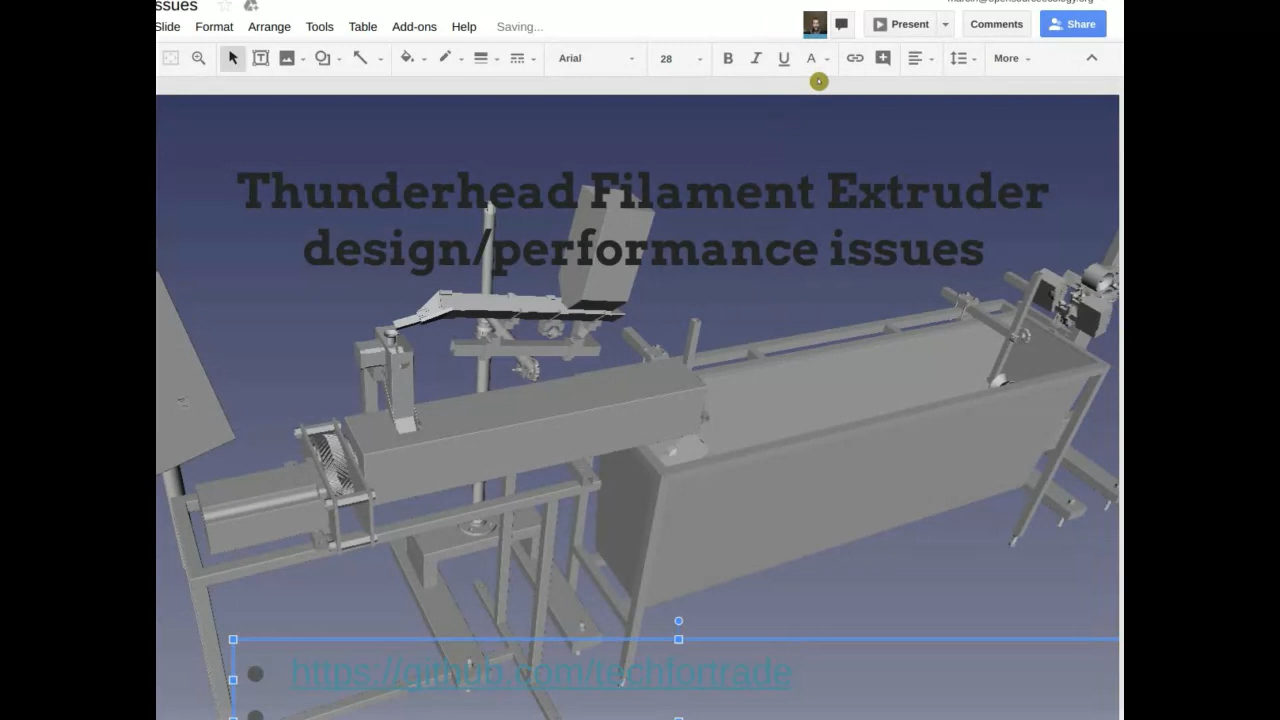 ssues
Slide Format Arrange Tools Table Add-ons Help Saving...
Present Comments Share
Arial 28 B I U A More
Thunderhead Filament Extruder
design/performance issues
https://github.com/techfortrade